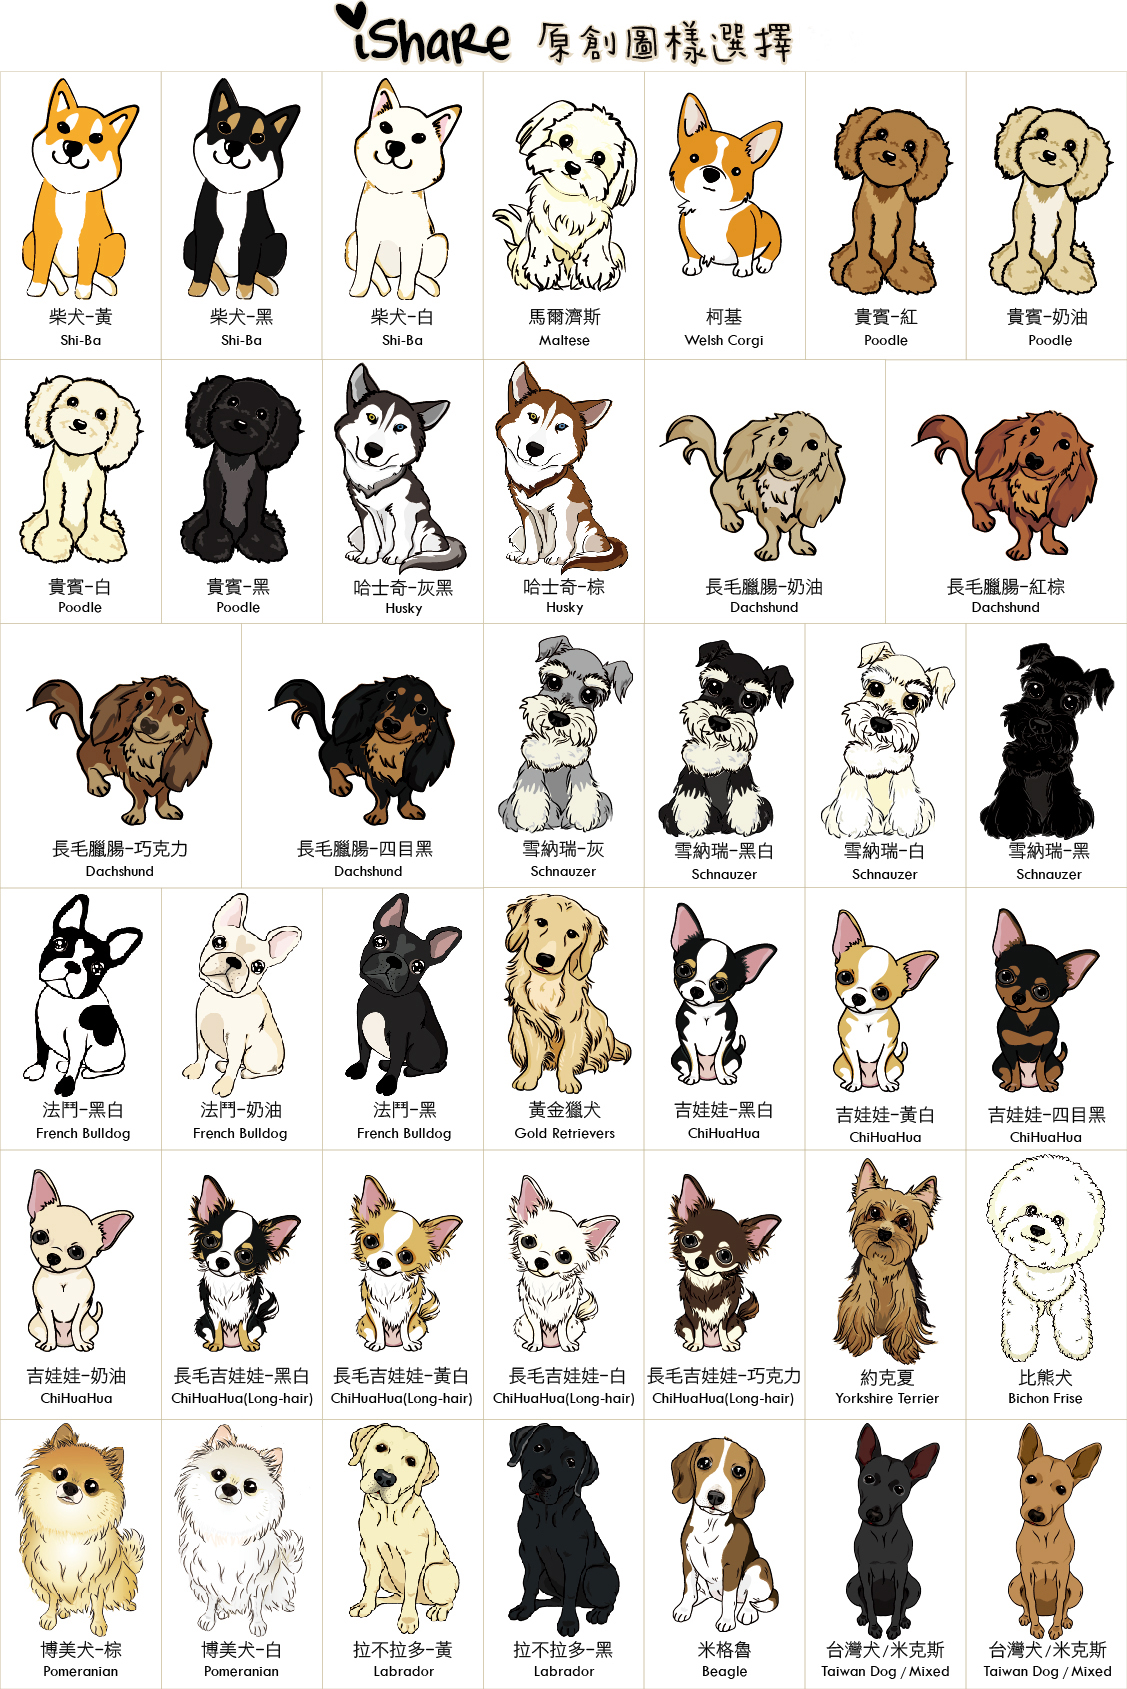 iShare 原創圖樣選擇
柴犬-黃
Shi-Ba
柴犬-黑
Shi-Ba
柴犬-白
Shi-Ba
馬爾濟斯
Maltese
柯基
Welsh Corgi
貴賓-紅
Poodle
貴賓-奶油
Poodle
貴賓-白
Poodle
貴賓-黑
Poodle
哈士奇-灰黑
Husky
哈士奇-棕
Husky
長毛臘腸-奶油
Dachshund
長毛臘腸-紅棕
Dachshund
長毛臘腸-巧克力
Dachshund
長毛臘腸-四目黑
Dachshund
雪納瑞-灰
Schnauzer
雪納瑞-黑白
Schnauzer
雪納瑞-白
Schnauzer
雪納瑞-黑
Schnauzer
法鬥-黑白
French Bulldog
法鬥-奶油
French Bulldog
法鬥-黑
French Bulldog
黃金獵犬
Gold Retrievers
吉娃娃-黑白
ChiHuaHua
吉娃娃-黃白
ChiHuaHua
吉娃娃-四目黑
ChiHuaHua
吉娃娃-奶油
ChiHuaHua
長毛吉娃娃-黑白
ChiHuaHua(Long-hair)
長毛吉娃娃-黃白
ChiHuaHua(Long-hair)
長毛吉娃娃-白
ChiHuaHua(Long-hair)
長毛吉娃娃-巧克力
ChiHuaHua(Long-hair)
約克夏
Yorkshire Terrier
比熊犬
Bichon Frise
博美犬-棕
Pomeranian
博美犬-白
Pomeranian
拉不拉多-黃
Labrador
拉不拉多-黑
Labrador
米格魯
Beagle
台灣犬/米克斯
Taiwan Dog / Mixed
台灣犬/米克斯
Taiwan Dog / Mixed